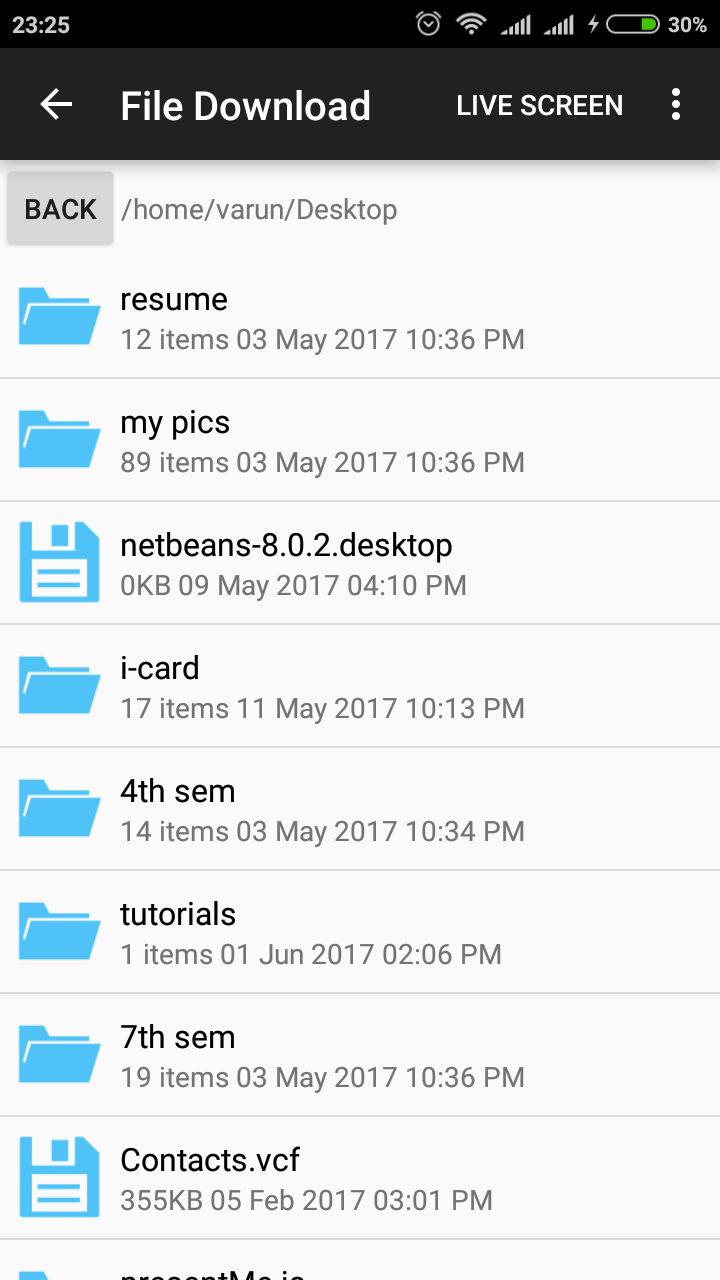 23:25 30%
File Download LIVE SCREEN
BACK /home/varun/Desktop
resume
12 items 03 May 2017 10:36 PM
my pics
89 items 03 May 2017 10:36 PM
netbeans-8.0.2.desktop
0KB 09 May 2017 04:10 PM
i-card
17 items 11 May 2017 10:13 PM
4th sem
14 items 03 May 2017 10:34 PM
tutorials
1 items 01 Jun 2017 02:06 PM
7th sem
19 items 03 May 2017 10:36 PM
Contacts.vcf
355KB 05 Feb 2017 03:01 PM